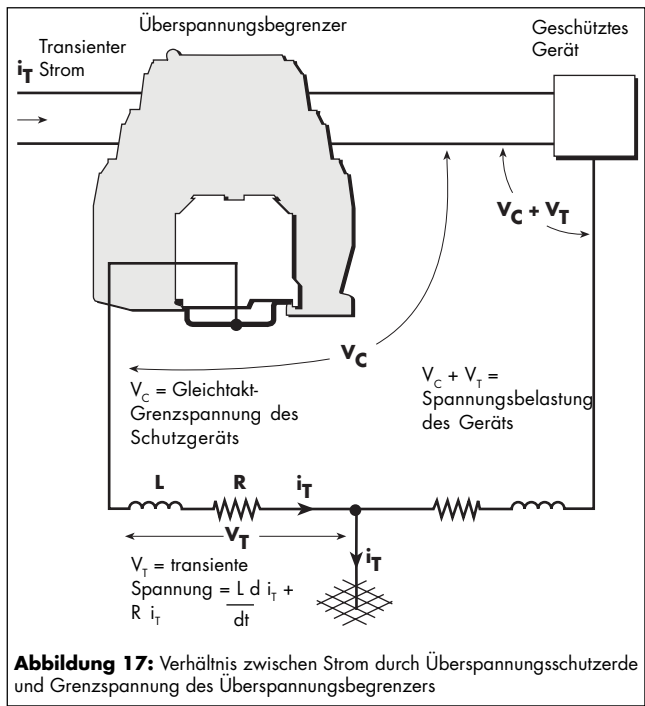 Überspannungsbegrenzer
Geschütztes
Gerät
Transienter
iT Strom
VC + VT
VC
VC = Gleichtakt-
Grenzspannung des
Schutzgeräts
VC + VT =
Spannungsbelastung
des Geräts
L R iT
VT
iT
VT = transiente
Spannung = L d iT +
R iT dt
Abbildung 17: Verhältnis zwischen Strom durch Überspannungsschutzerde
und Grenzspannung des Überspannungsbegrenzers